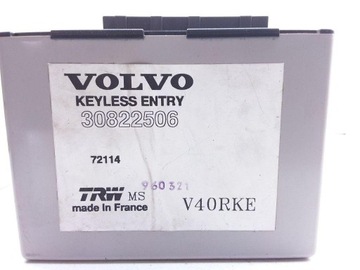 VOLVO
KEYLESS ENTRY
30822506
72114
960321
TRW MS V40RKE
made in France